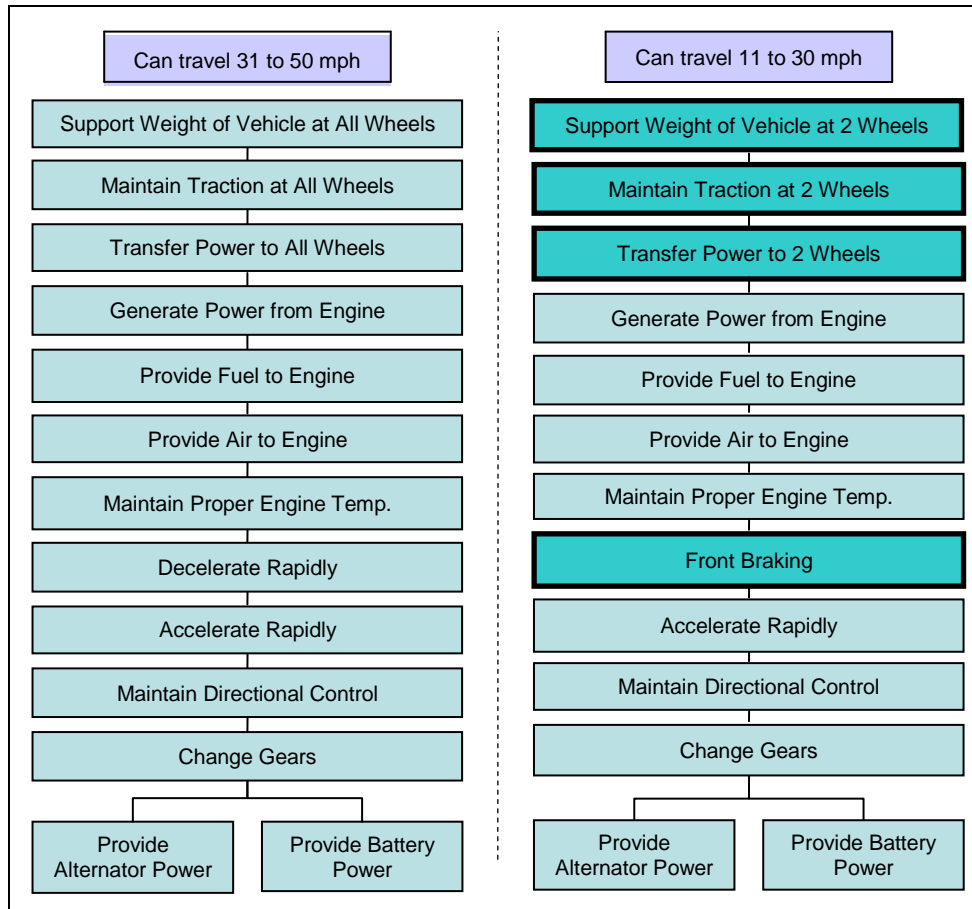 Can travel 31 to 50 mph
Support Weight of Vehicle at All Wheels
Maintain Traction at All Wheels
Transfer Power to All Wheels
Generate Power from Engine
Provide Fuel to Engine
Provide Air to Engine
Maintain Proper Engine Temp.
Decelerate Rapidly
Accelerate Rapidly
Maintain Directional Control
Change Gears
Provide
Alternator Power
Provide Battery
Power
Can travel 11 to 30 mph
Support Weight of Vehicle at 2 Wheels
Maintain Traction at 2 Wheels
Transfer Power to 2 Wheels
Generate Power from Engine
Provide Fuel to Engine
Provide Air to Engine
Maintain Proper Engine Temp.
Front Braking
Accelerate Rapidly
Maintain Directional Control
Change Gears
Provide
Alternator Power
Provide Battery
Power